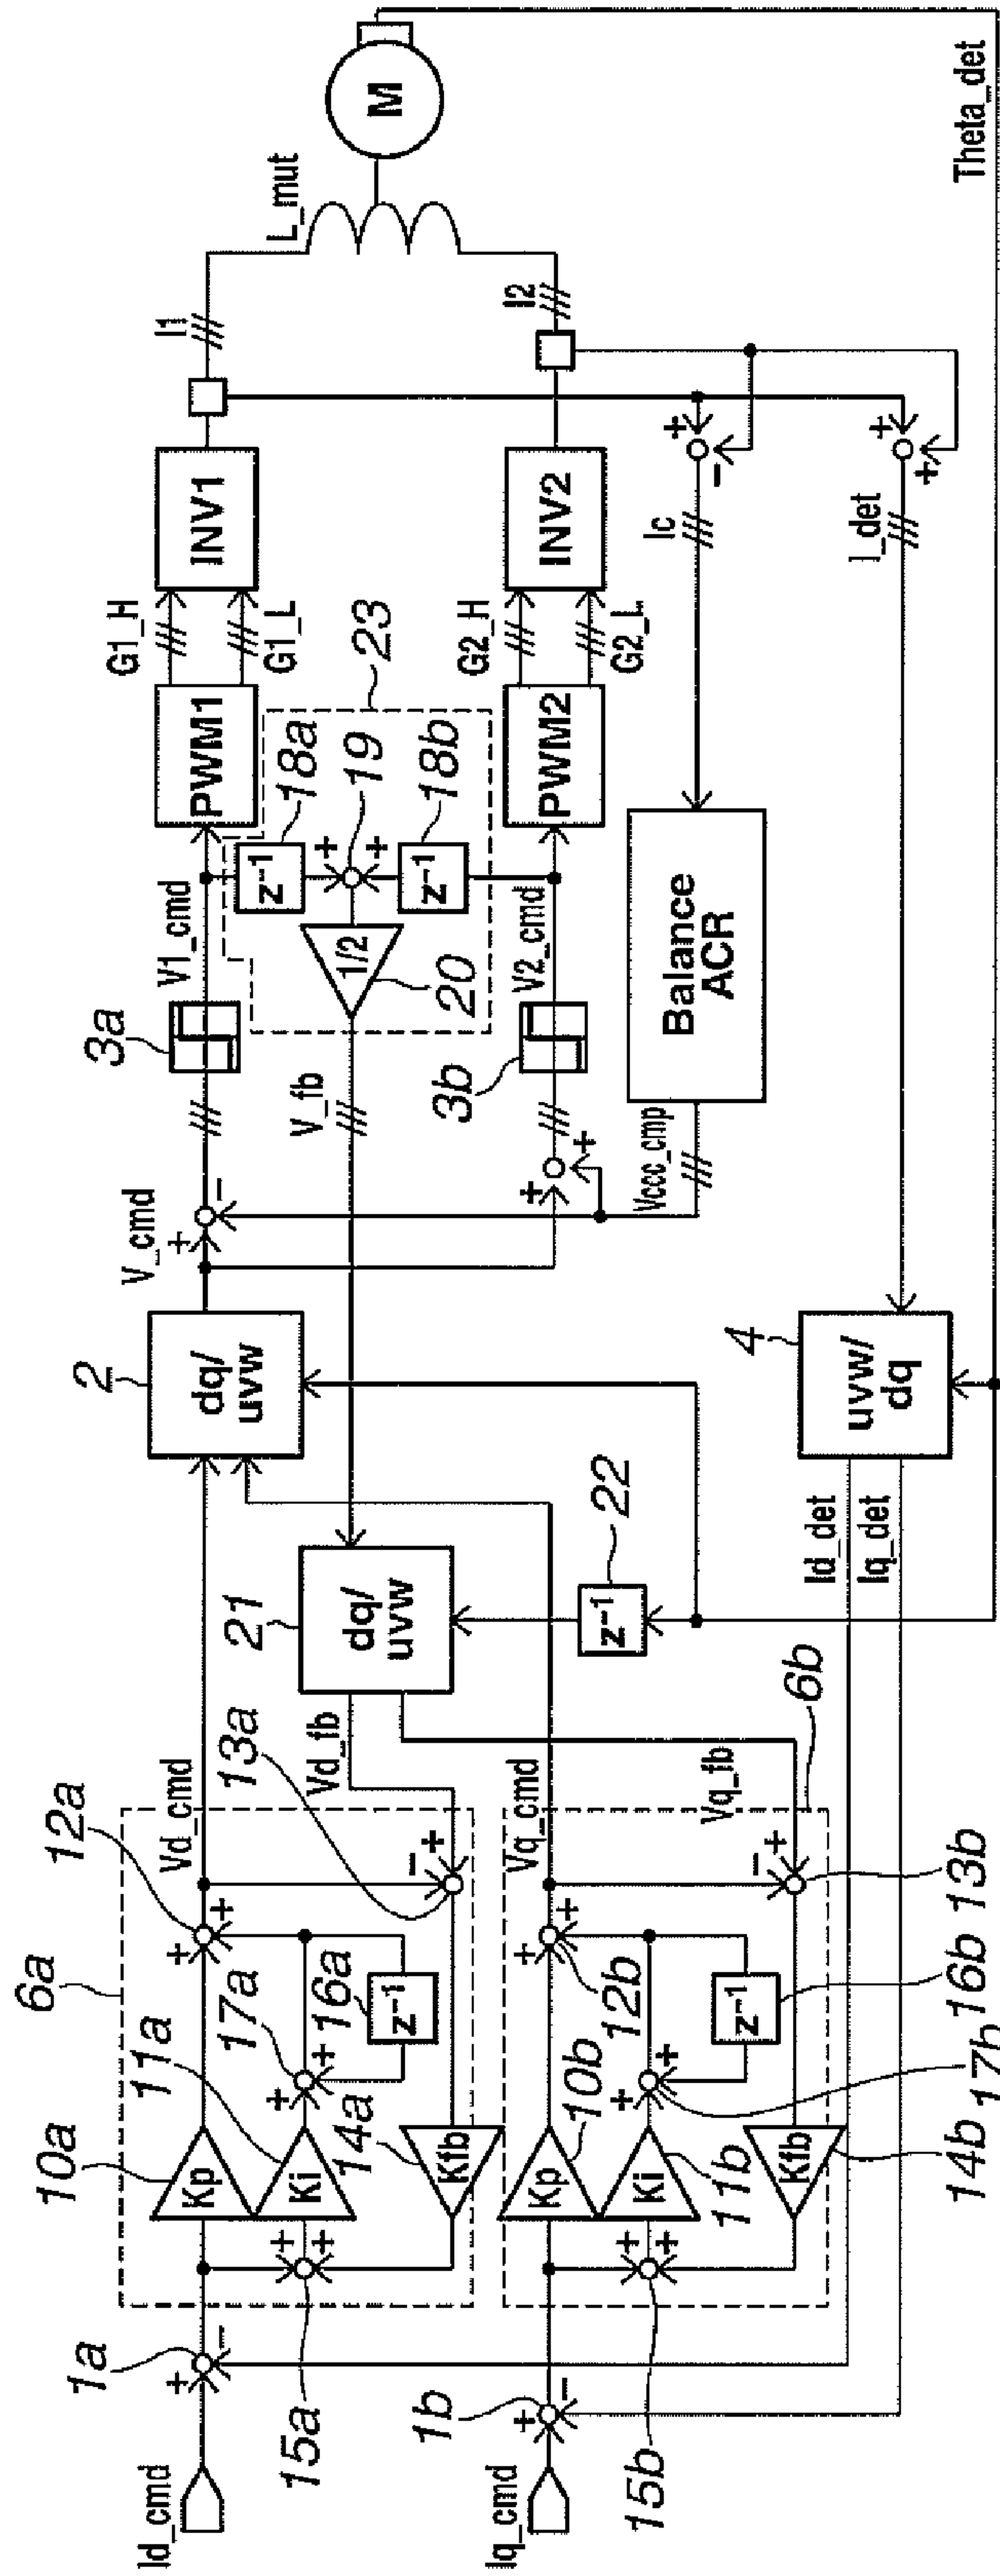 Id_cmd
1a
+
−
15a
+
+
10a
Kp
11a
Ki
14a
Kfb
6a
17a
+
+
16a
z⁻¹
12a
+
+
Vd_cmd
13a
−
+
Vd_fb
Iq_cmd
1b
+
−
15b
+
+
10b
Kp
11b
Ki
14b
Kfb
6b
17b
+
+
16b
z⁻¹
12b
+
+
Vq_cmd
13b
−
+
Vq_fb
21
dq/
uvw
22
z⁻¹
2
dq/
uvw
4
uvw/
dq
Id_det
Iq_det
V_cmd
+
−
+
+
Vccc_cmp
3a
V1_cmd
3b
V2_cmd
V_fb
20
1/2
19
+
+
18a
z⁻¹
18b
z⁻¹
23
Balance
ACR
PWM1
G1_H
G1_L
INV1
I1
PWM2
G2_H
G2_L
INV2
I2
Ic
+
−
I_det
+
+
L_mut
M
Theta_det